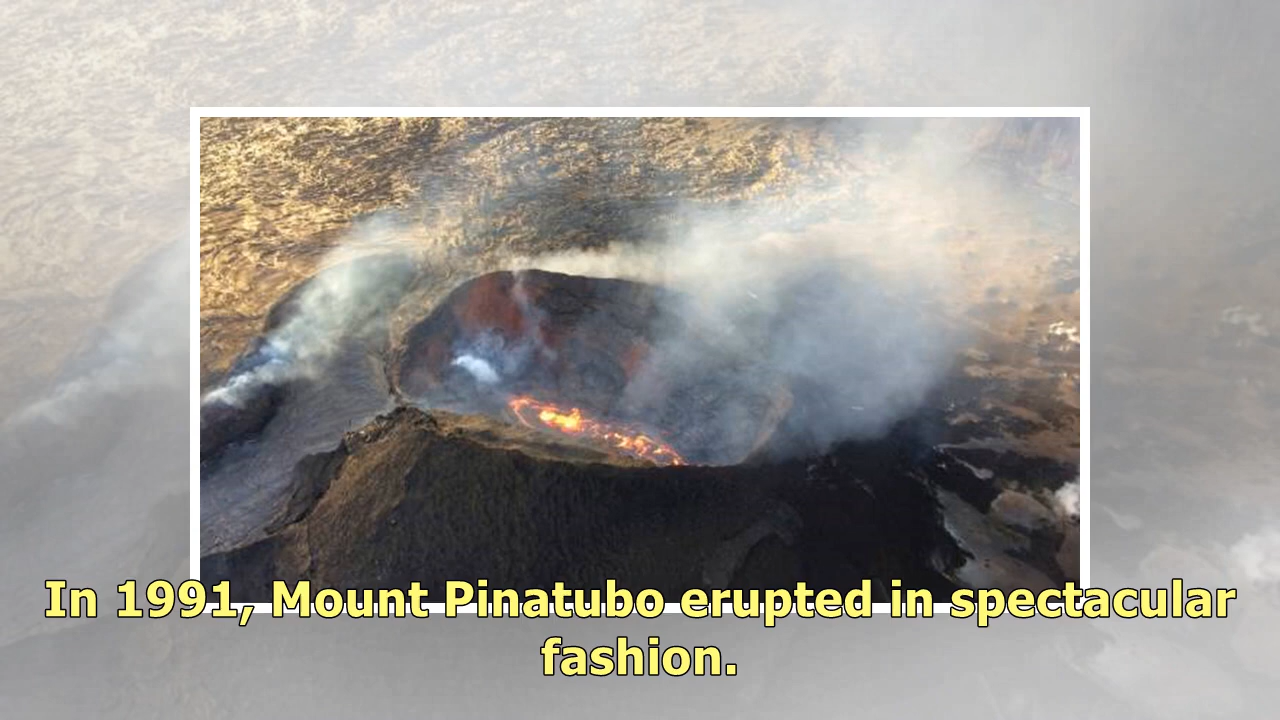 In 1991, Mount Pinatubo erupted in spectacular
fashion.